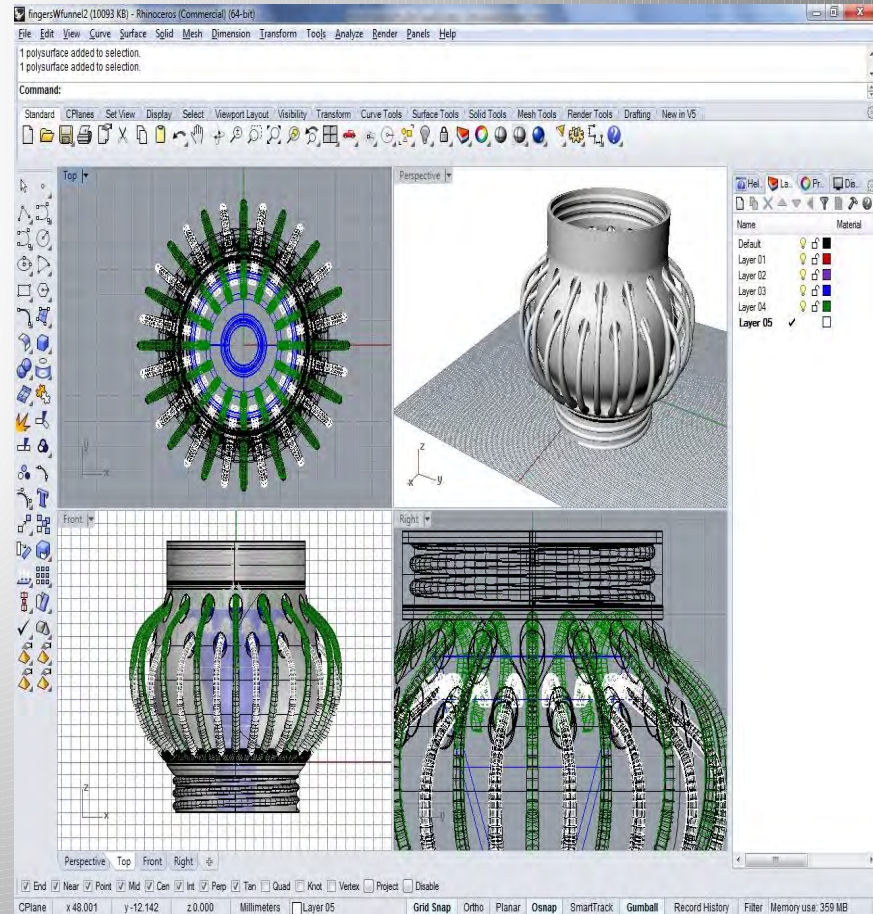 fingersWfunnel2 (10093 KB) - Rhinoceros (Commercial) (64-bit)
File Edit View Curve Surface Solid Mesh Dimension Transform Tools Analyze Render Panels Help
1 polysurface added to selection.
1 polysurface added to selection.
Command:
Standard CPlanes Set View Display Select Viewport Layout Visibility Transform Curve Tools Surface Tools Solid Tools Mesh Tools Render Tools Drafting New in V5
Top
Perspective
Hel.. La.. Pr.. Dis..
Name Material
Default
Layer 01
Layer 02
Layer 03
Layer 04
Layer 05
y
x
z
x
y
Front
Right
z
x
y
Perspective Top Front Right
End Near Point Mid Cen Int Perp Tan Quad Knot Vertex Project Disable
CPlane x 48.001 y -12.142 z 0.000 Millimeters Layer 05 Grid Snap Ortho Planar Osnap SmartTrack Gumball Record History Filter Memory use: 359 MB